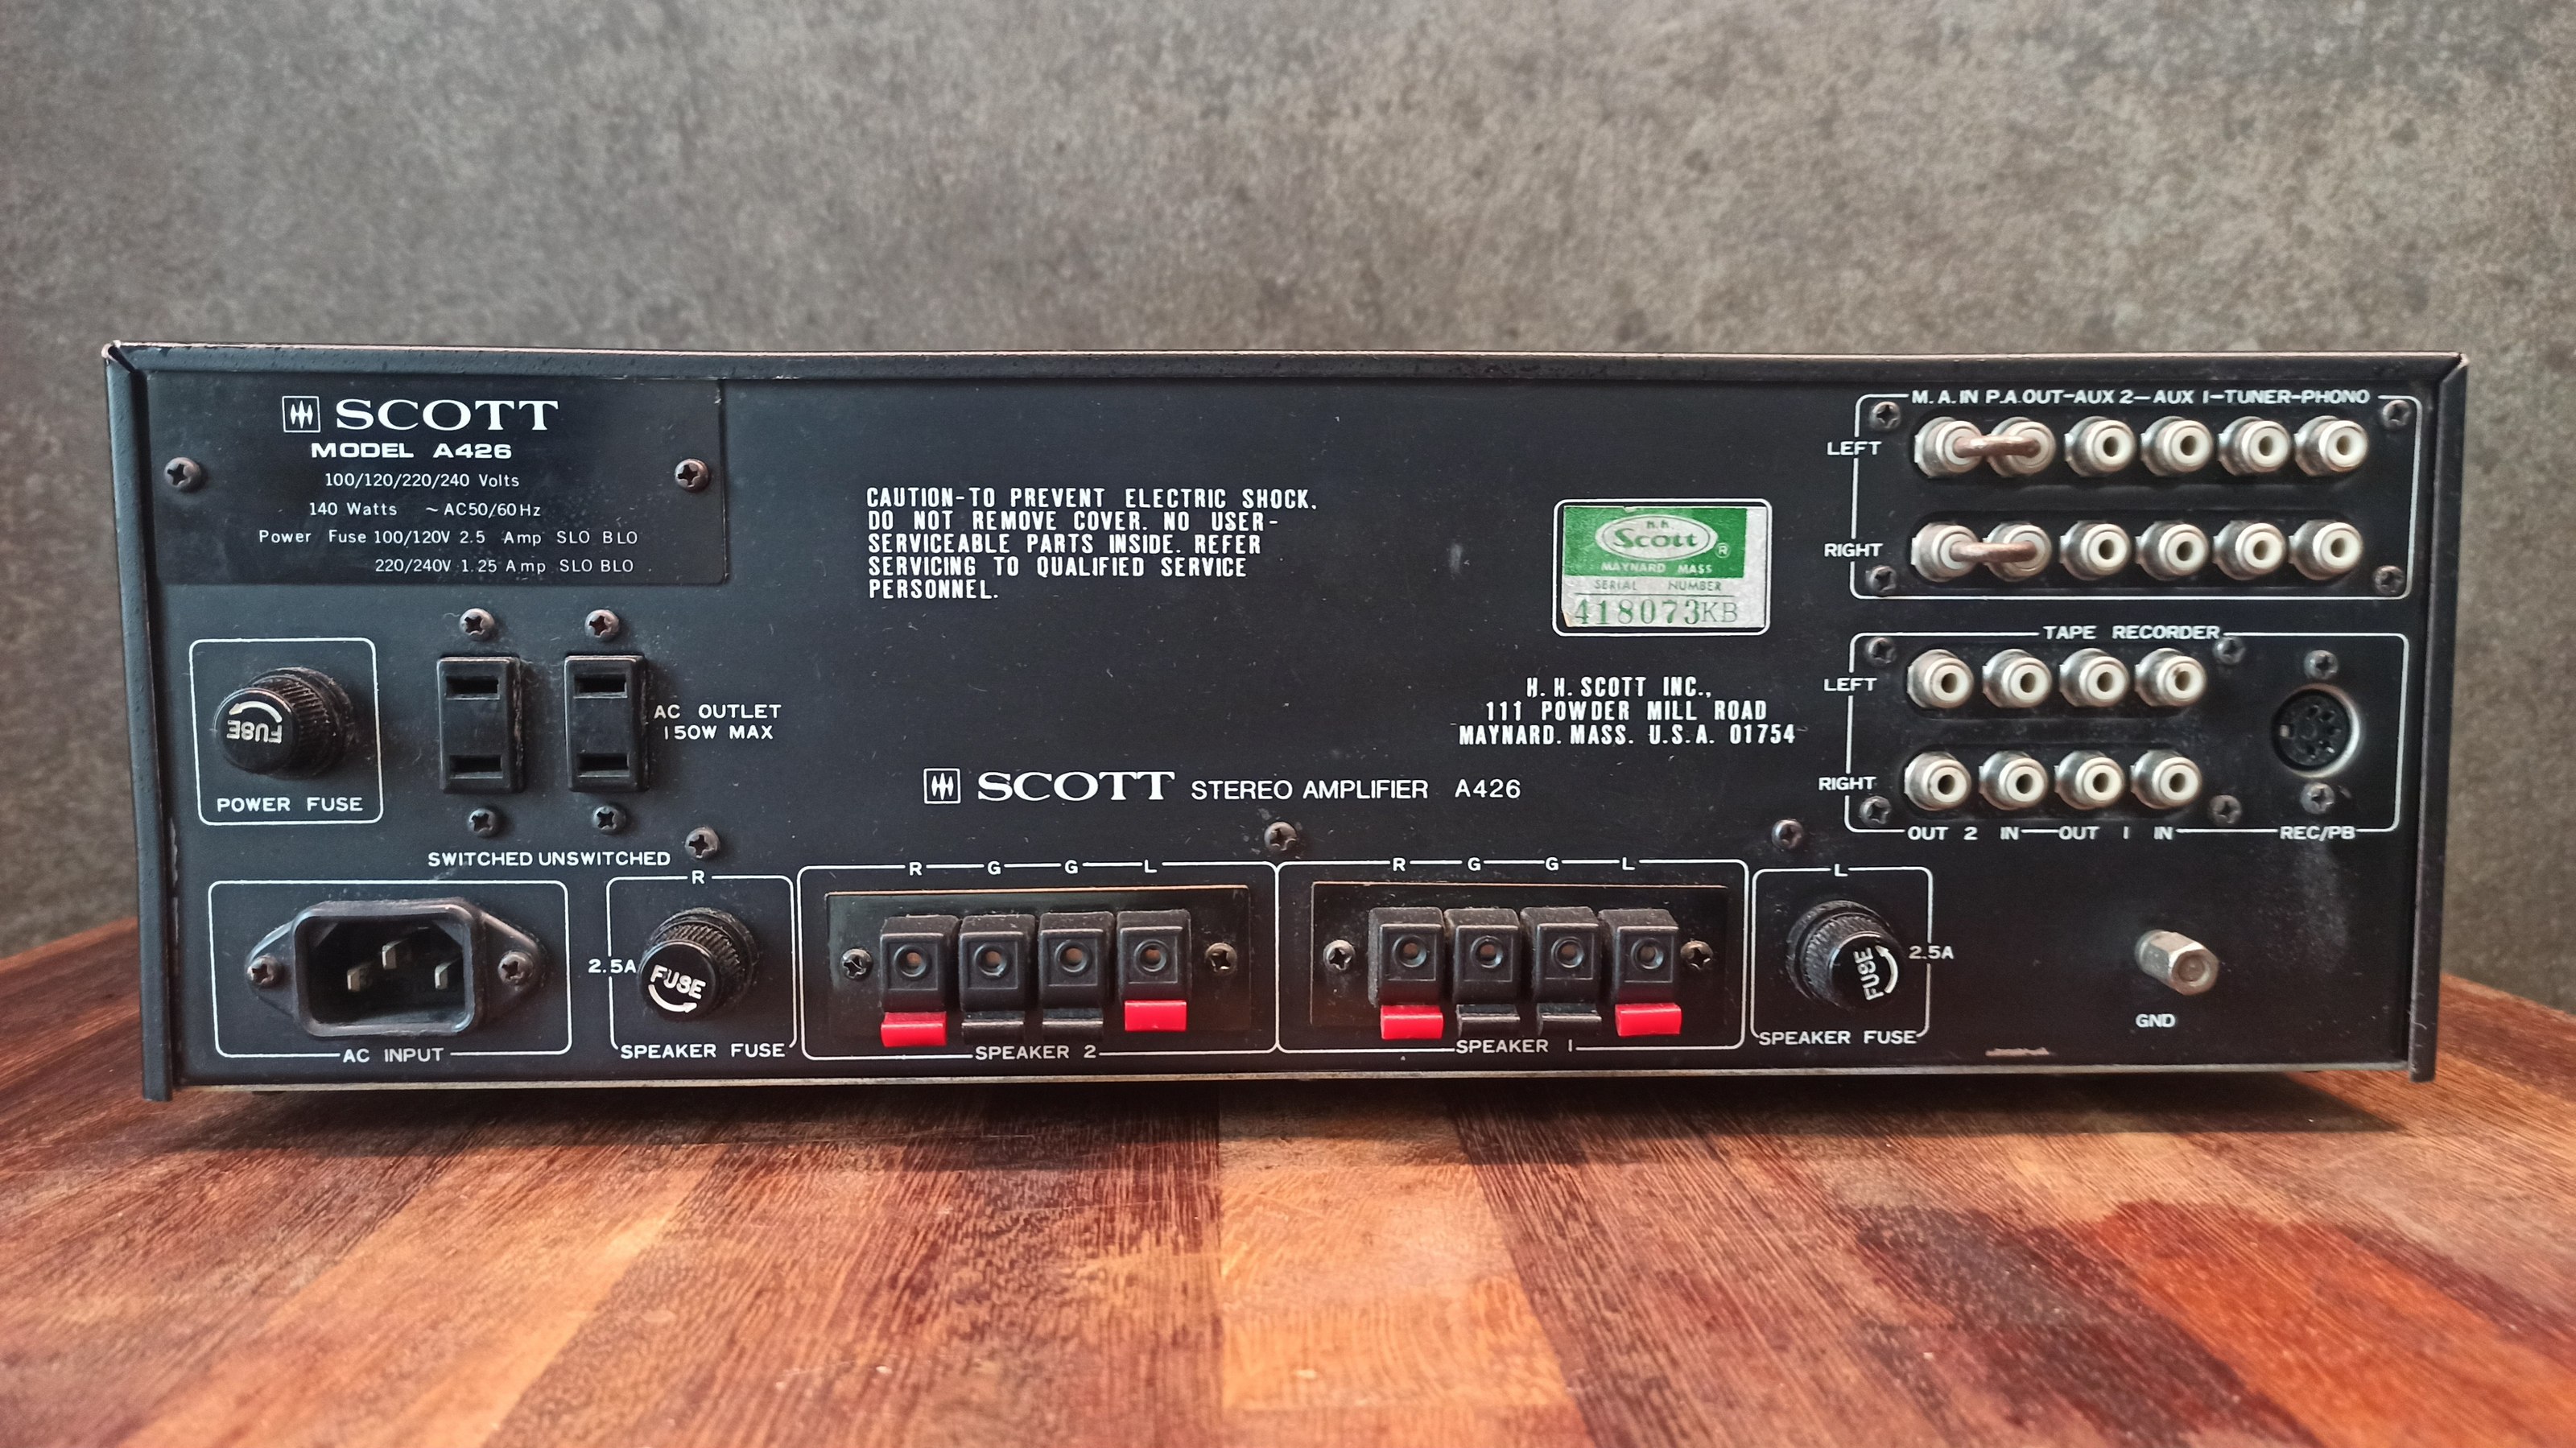 SCOTT
MODEL A426
100/120/220/240 Volts
140 Watts ~AC50/60Hz
Power Fuse 100/120V 2.5 Amp SLO BLO
220/240V 1.25 Amp SLO BLO
CAUTION-TO PREVENT ELECTRIC SHOCK,
DO NOT REMOVE COVER. NO USER-
SERVICEABLE PARTS INSIDE. REFER
SERVICING TO QUALIFIED SERVICE
PERSONNEL.
H.H.
Scott ®
MAYNARD MASS
SERIAL NUMBER
418073KB
M.A.IN P.A.OUT-AUX 2-AUX 1-TUNER-PHONO
LEFT
RIGHT
TAPE RECORDER
LEFT
RIGHT
OUT 2 IN OUT 1 IN REC/PB
FUSE
POWER FUSE
AC OUTLET
150W MAX
SWITCHED UNSWITCHED
H.H. SCOTT INC.,
111 POWDER MILL ROAD
MAYNARD. MASS. U.S.A. 01754
SCOTT STEREO AMPLIFIER A426
AC INPUT
R
2.5A
FUSE
SPEAKER FUSE
R G G L
SPEAKER 2
R G G L
SPEAKER 1
L
FUSE
2.5A
SPEAKER FUSE
GND